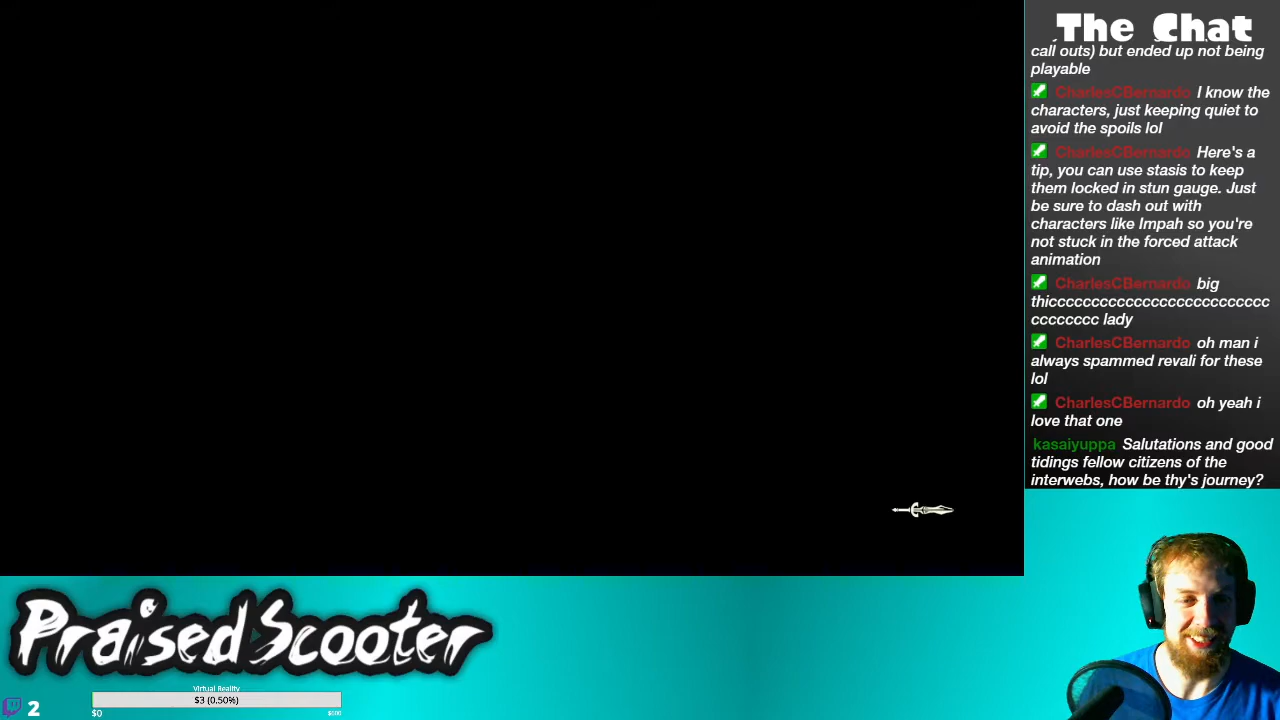 The Chat
call outs) but ended up not being
playable
CharlesCBernardo I know the
characters, just keeping quiet to
avoid the spoils lol
CharlesCBernardo Here's a
tip, you can use stasis to keep
them locked in stun gauge. Just
be sure to dash out with
characters like Impah so you're
not stuck in the forced attack
animation
CharlesCBernardo big
thicccccccccccccccccccccccccc
cccccccc lady
CharlesCBernardo oh man i
always spammed revali for these
lol
CharlesCBernardo oh yeah i
love that one
kasaiyuppa Salutations and good
tidings fellow citizens of the
interwebs, how be thy's journey?
Praised Scooter
Virtual Reality
$3 (0.50%)
2
$0